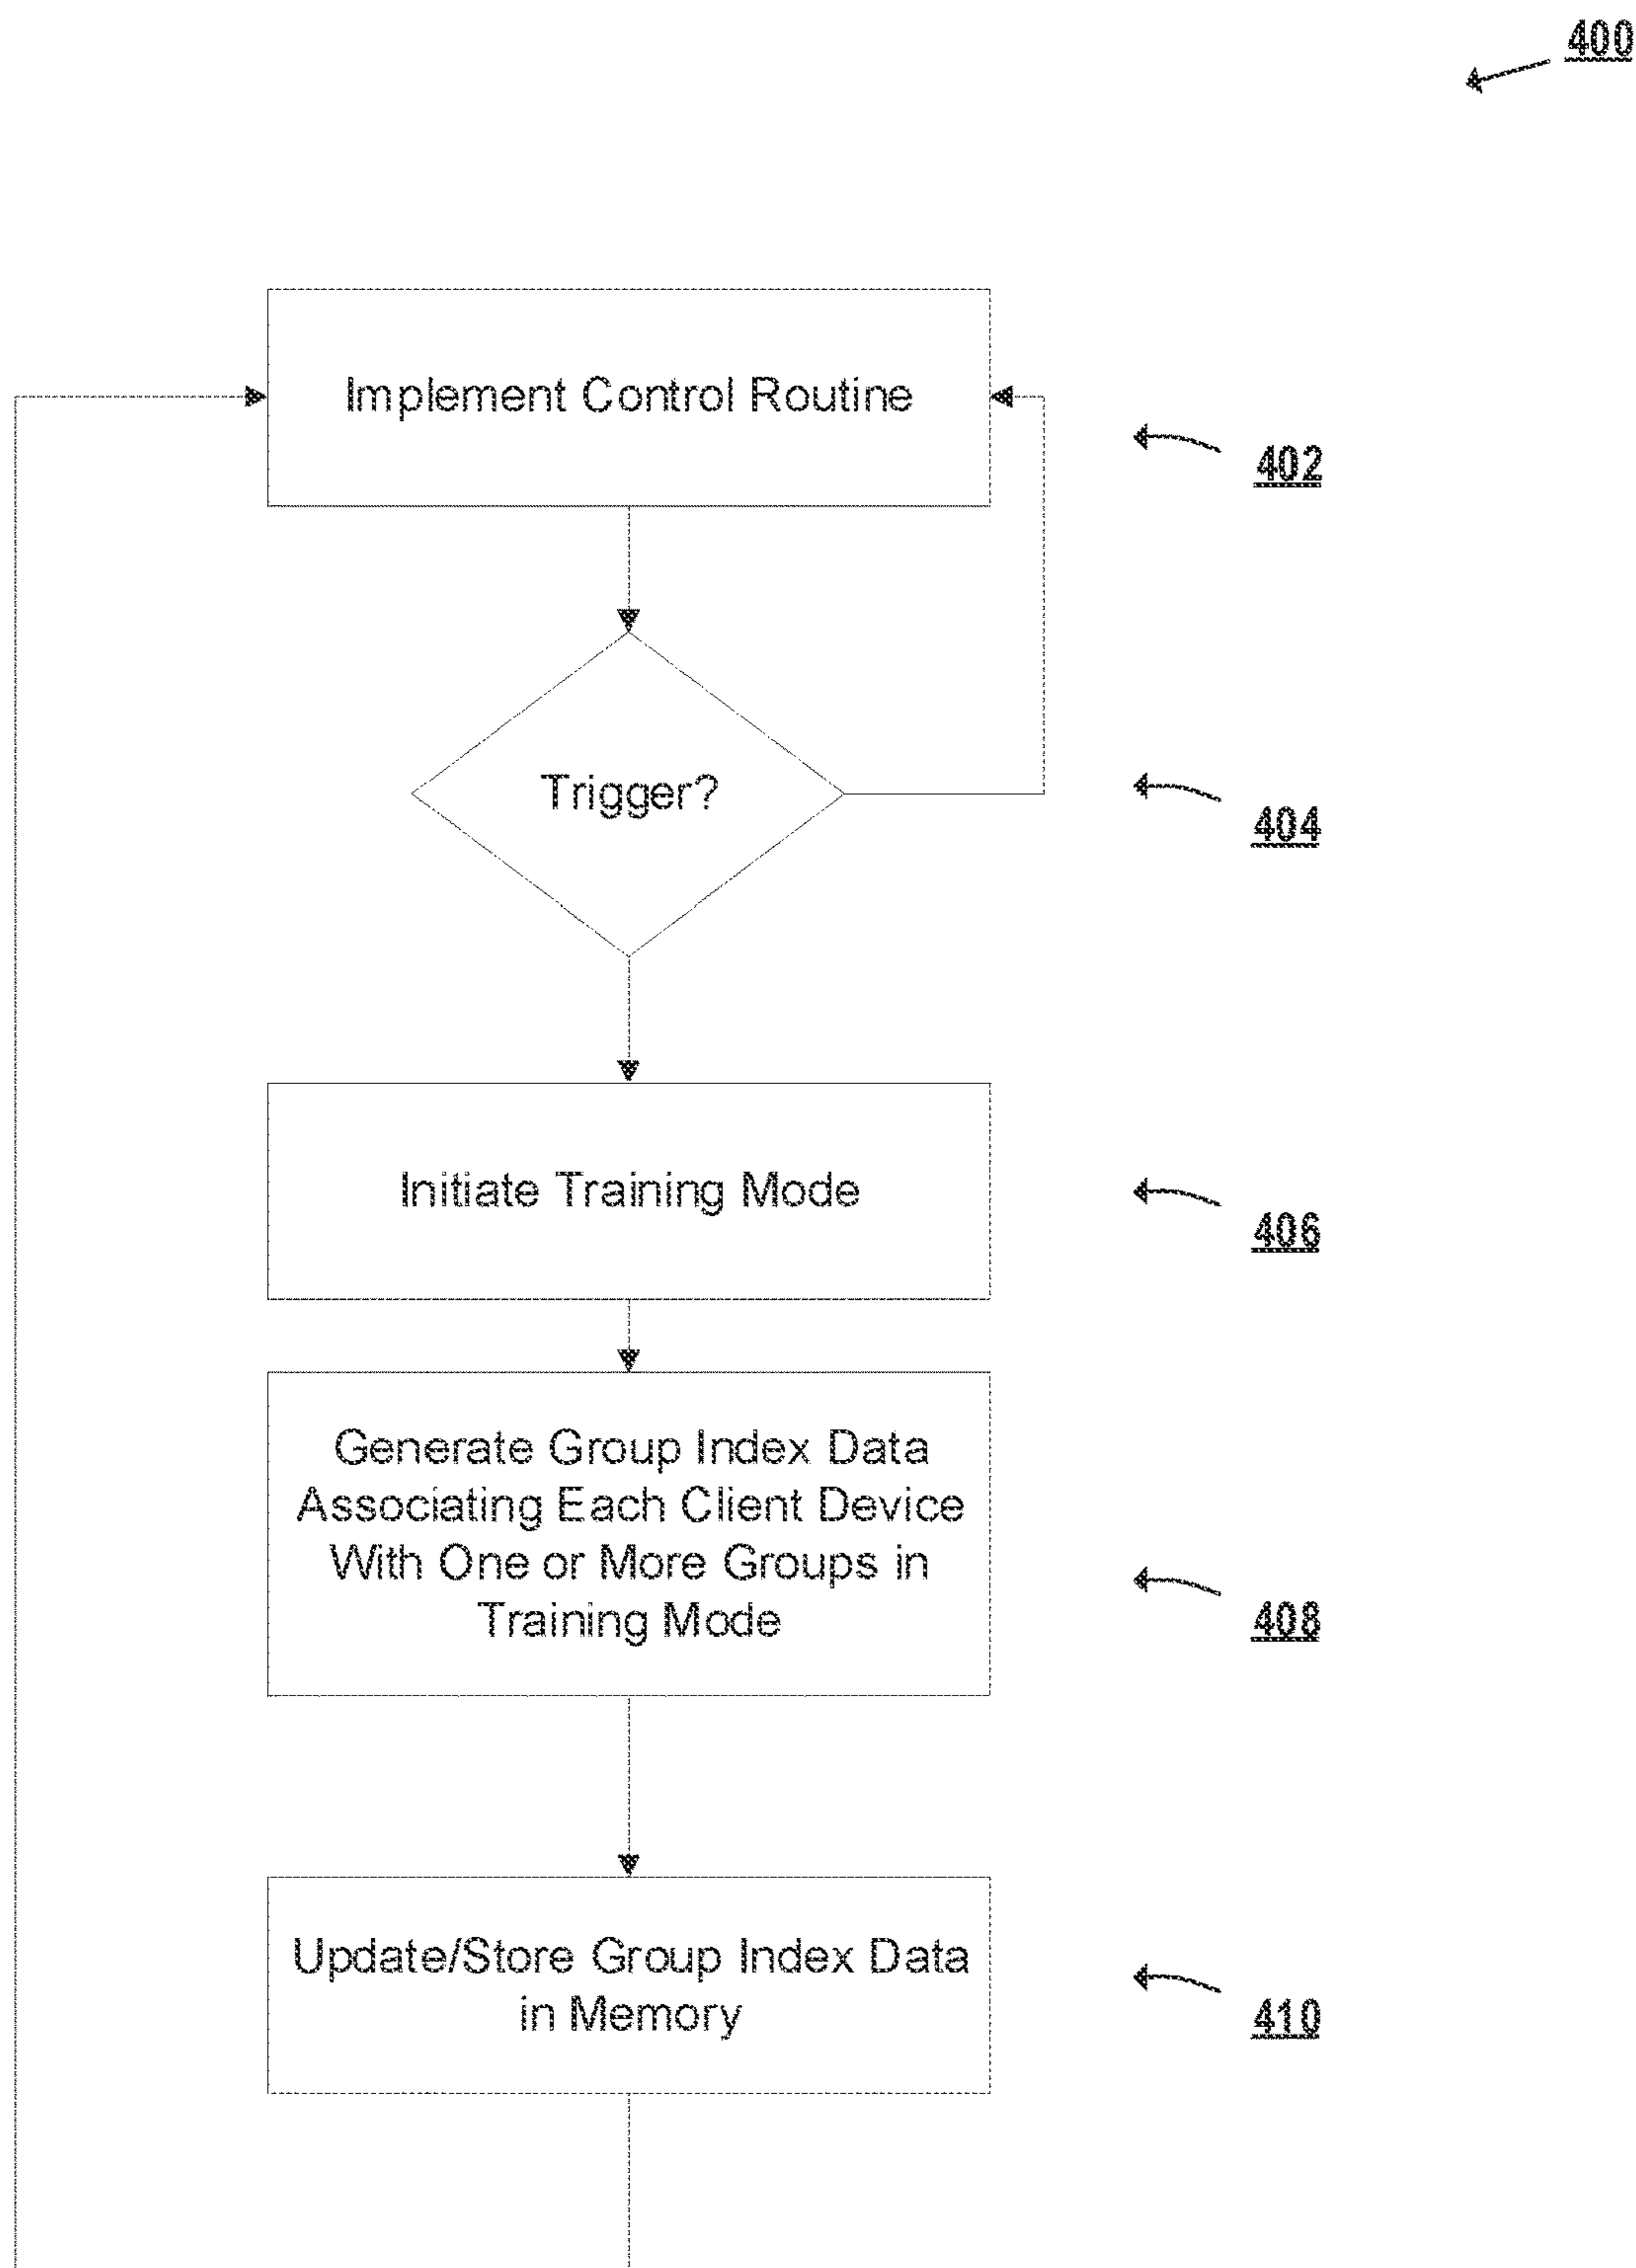 400
Implement Control Routine
402
Trigger?
404
Initiate Training Mode
406
Generate Group Index Data
Associating Each Client Device
With One or More Groups in
Training Mode
408
Update/Store Group Index Data
in Memory
410